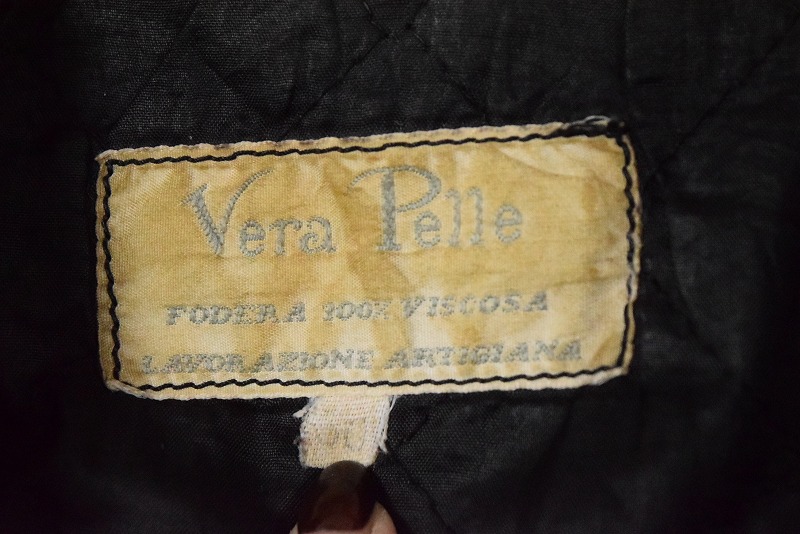 Vera Pelle
FODERA 100% VISCOSA
LAVORAZIONE ARTIGIANA